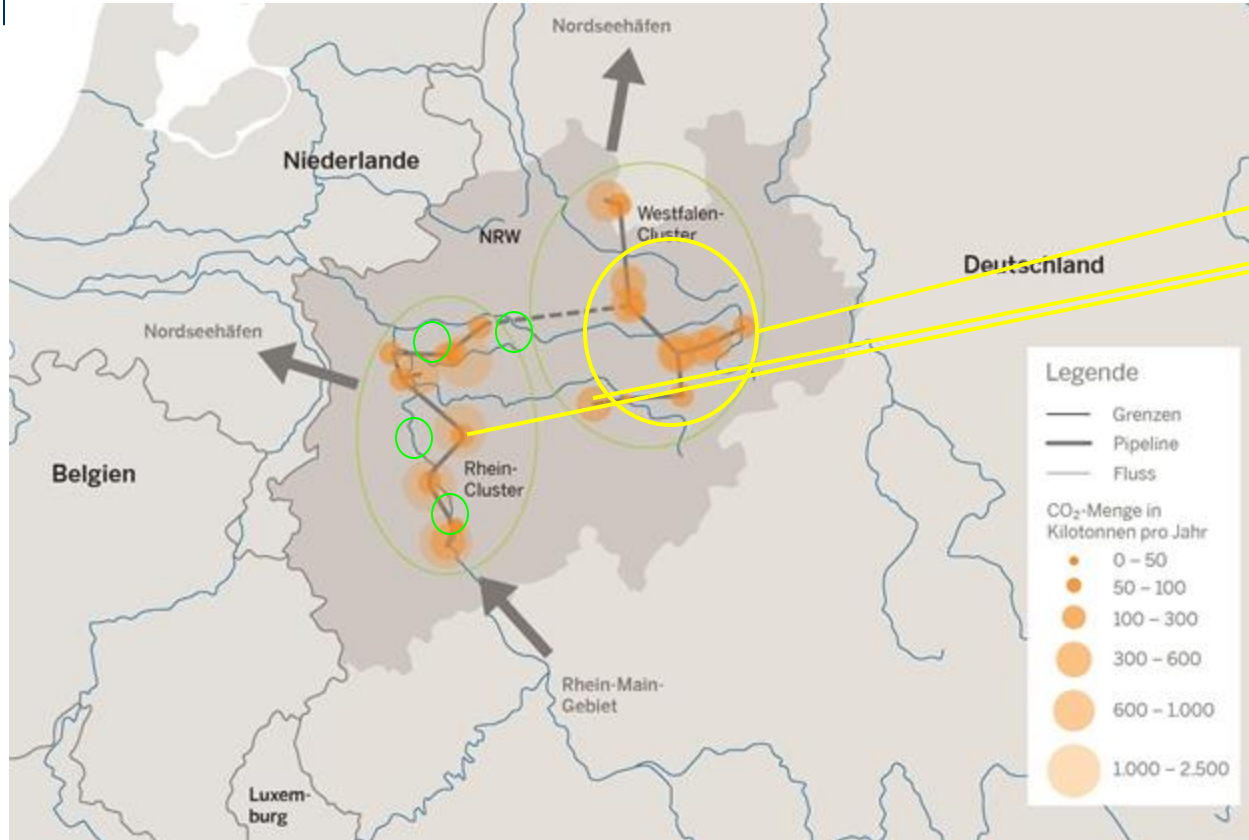 Nordseehäfen
Niederlande
Westfalen-
Cluster
NRW
Deutschland
Nordseehäfen
Belgien
Rhein-
Cluster
Rhein-Main-
Gebiet
Luxem-
burg
Legende
Grenzen
Pipeline
Fluss
CO₂-Menge in
Kilotonnen pro Jahr
0 – 50
50 – 100
100 – 300
300 – 600
600 – 1.000
1.000 – 2.500